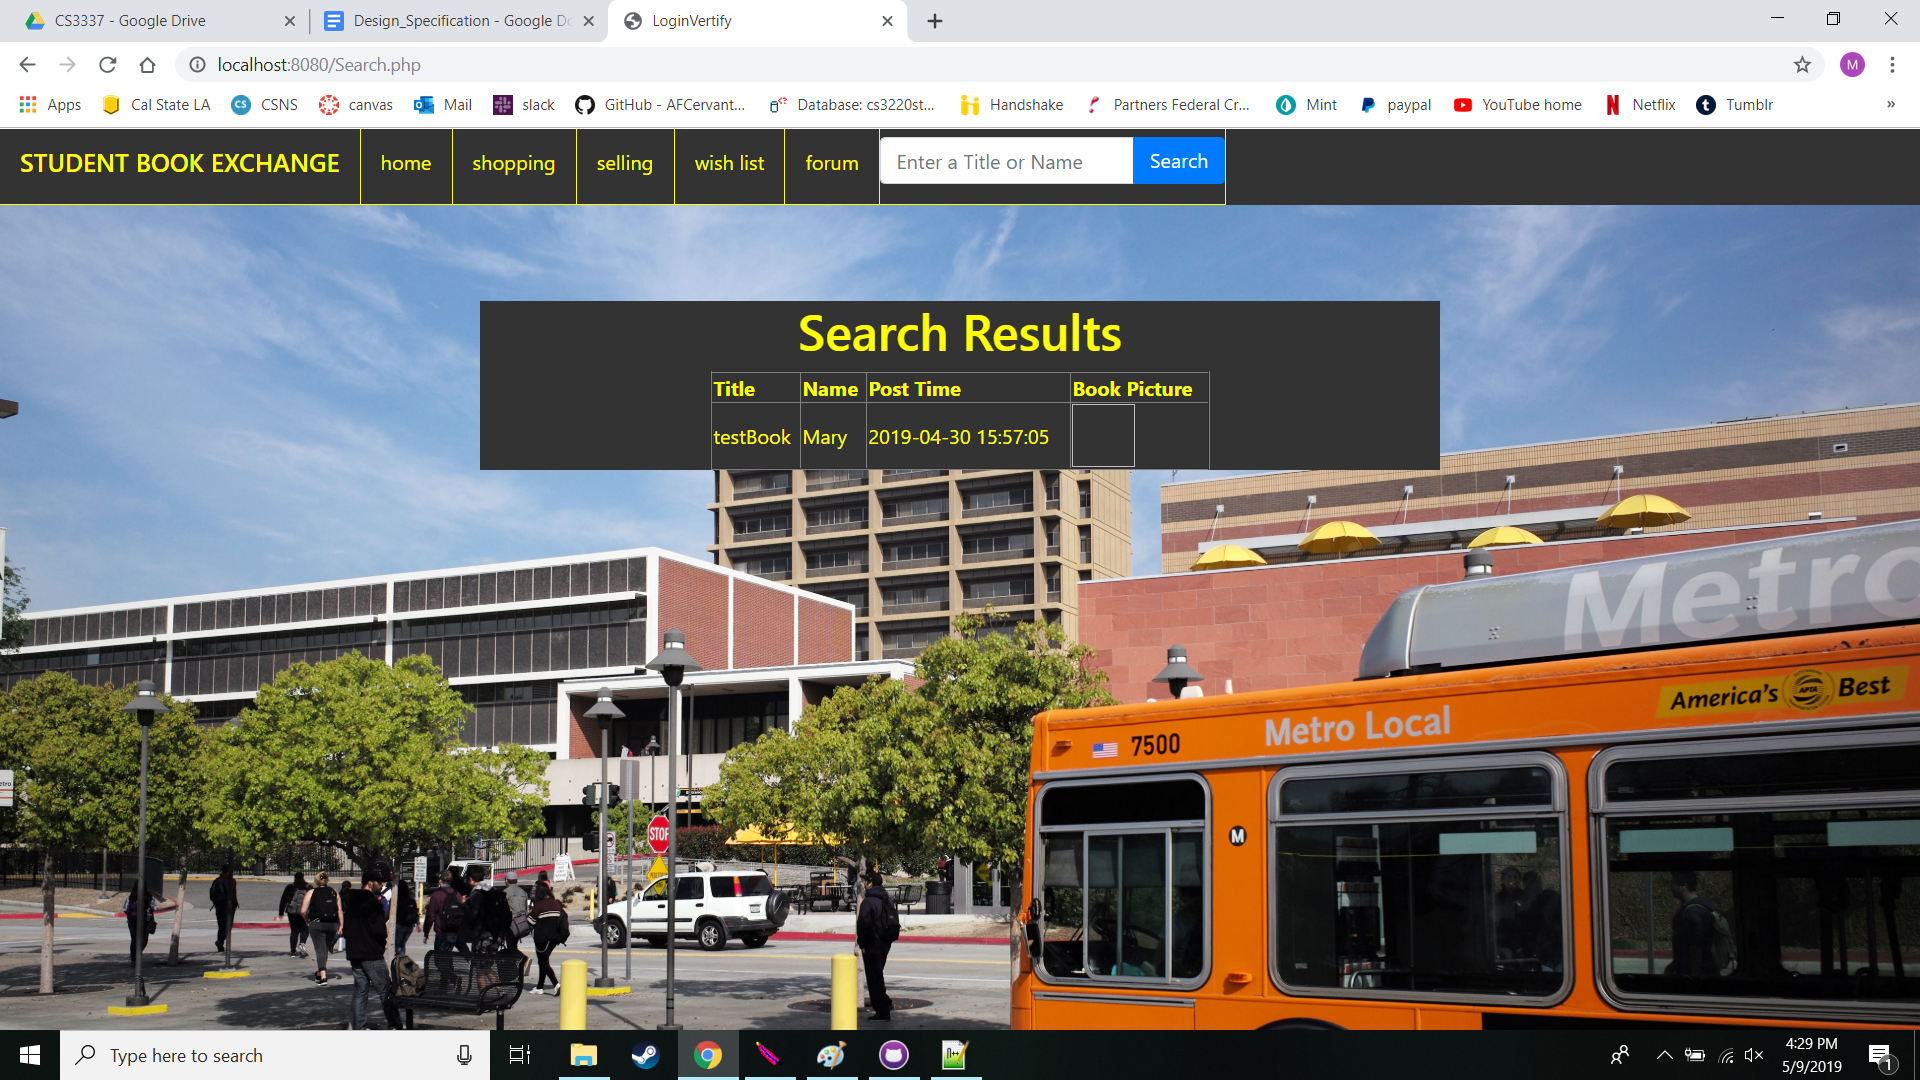 CS3337 - Google Drive
Design_Specification - Google Do
LoginVertify
localhost:8080/Search.php
M
Apps
Cal State LA
CS CSNS
canvas
Mail
slack
GitHub - AFCervant...
Database: cs3220st...
Handshake
Partners Federal Cr...
Mint
paypal
YouTube home
Netflix
Tumblr
»
STUDENT BOOK EXCHANGE
home
shopping
selling
wish list
forum
Enter a Title or Name
Search
Search Results
Title Name Post Time Book Picture
testBook Mary 2019-04-30 15:57:05
Metro
America's APTA Best
Metro Local
7500
M
STOP
Type here to search
4:29 PM
5/9/2019
1